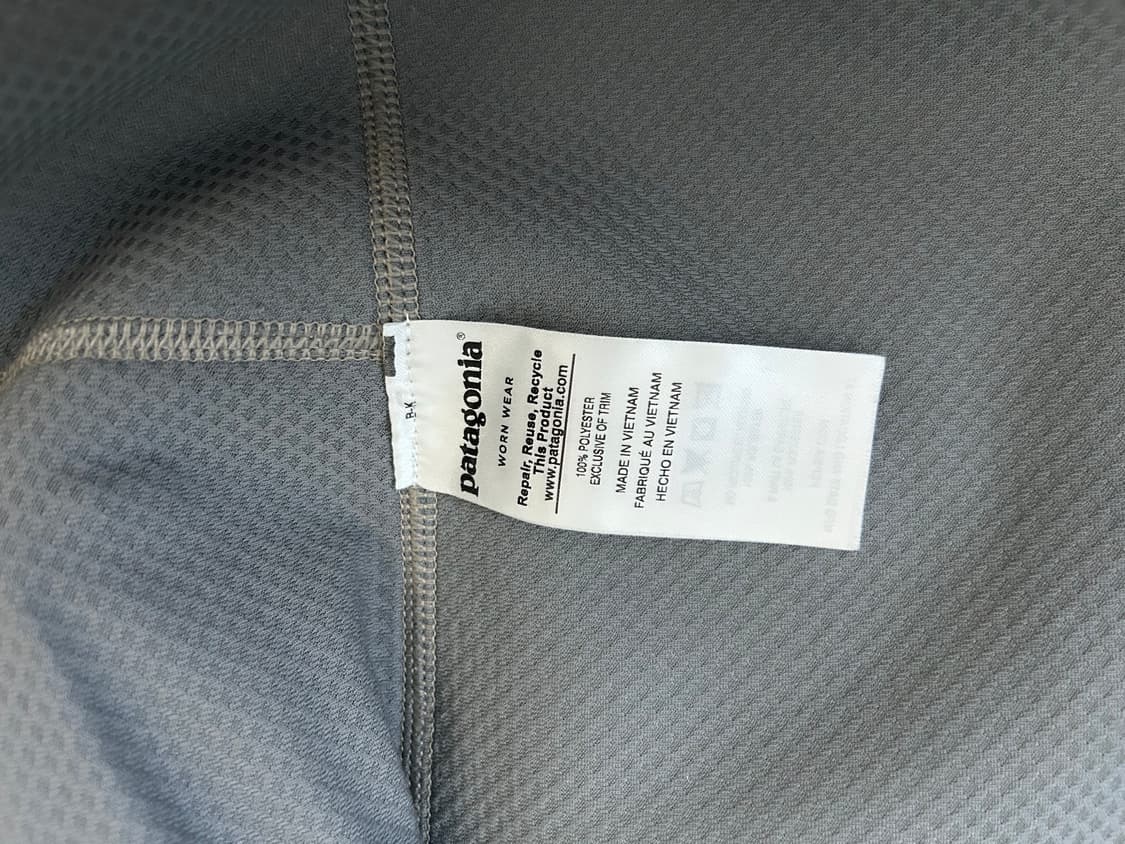 patagonia®
WORN WEAR
Repair, Reuse, Recycle
This Product
www.patagonia.com
100% POLYESTER
EXCLUSIVE OF TRIM
MADE IN VIETNAM
FABRIQUÉ AU VIETNAM
HECHO EN VIETNAM
B-K